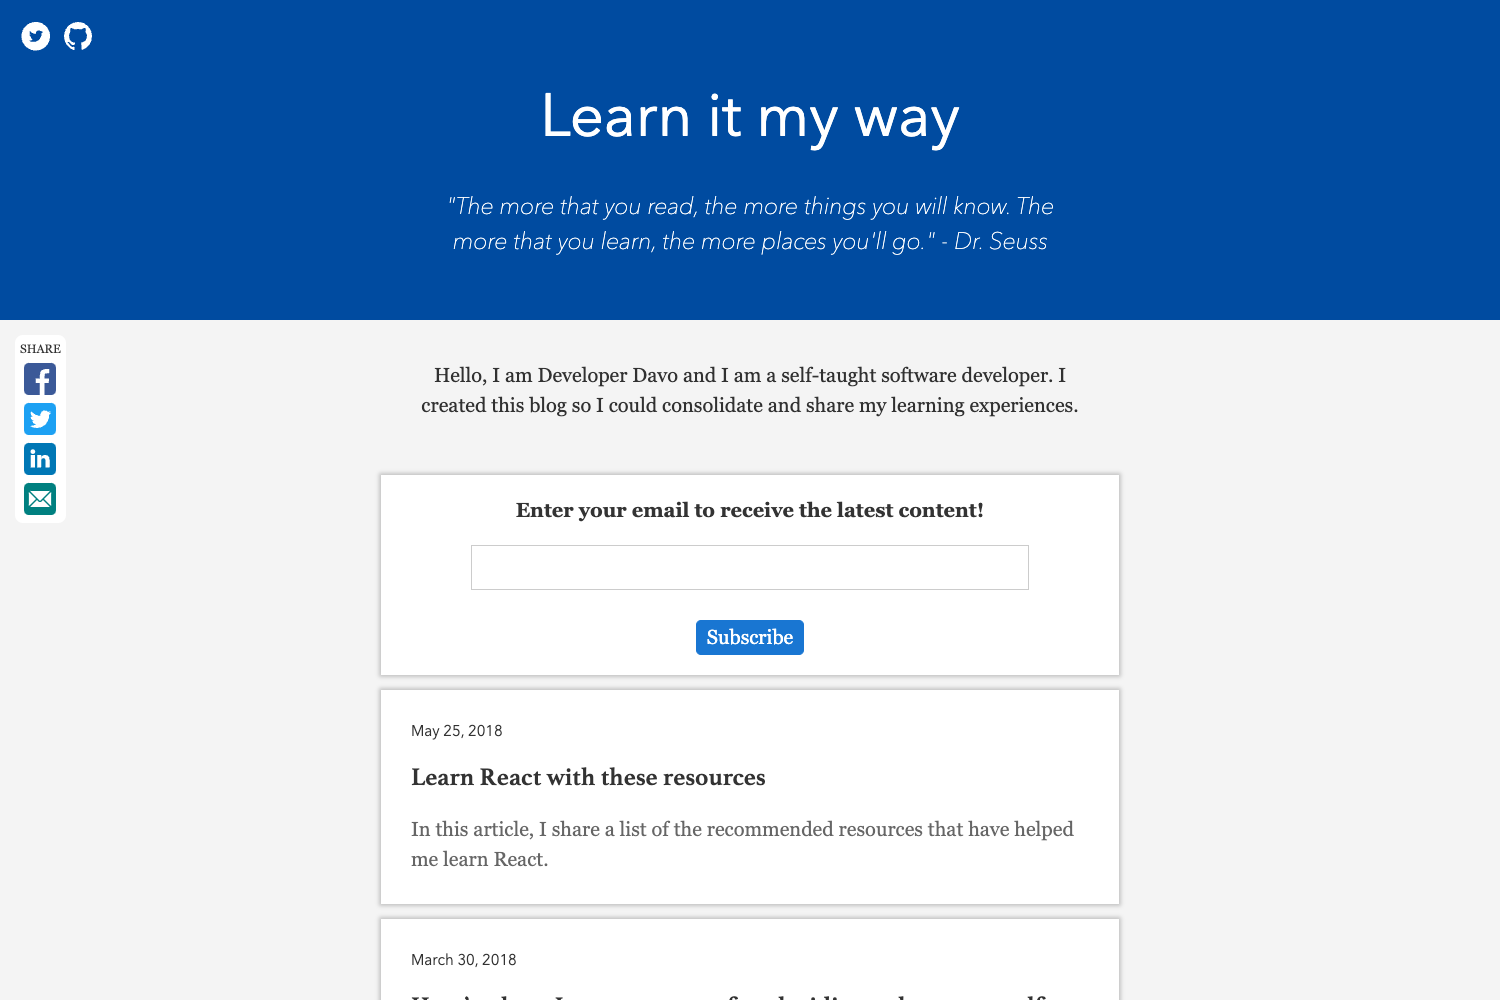 Learn it my way
"The more that you read, the more things you will know. The
more that you learn, the more places you'll go." - Dr. Seuss
SHARE
Hello, I am Developer Davo and I am a self-taught software developer. I
created this blog so I could consolidate and share my learning experiences.
Enter your email to receive the latest content!
Subscribe
May 25, 2018
Learn React with these resources
In this article, I share a list of the recommended resources that have helped
me learn React.
March 30, 2018